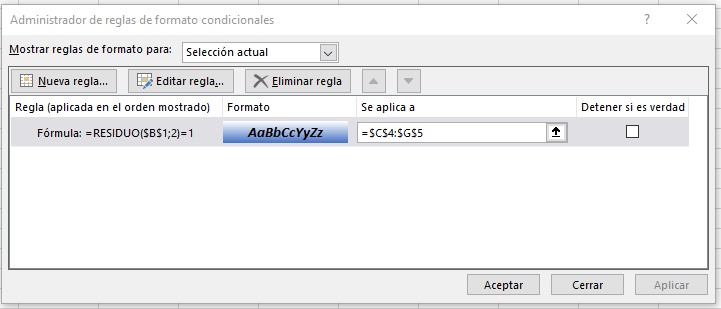 Administrador de reglas de formato condicionales
Mostrar reglas de formato para: Selección actual
Nueva regla... Editar regla... Eliminar regla
Regla (aplicada en el orden mostrado) Formato Se aplica a Detener si es verdad
Fórmula: =RESIDUO($B$1;2)=1 AaBbCcYyZz =$C$4:$G$5
Aceptar Cerrar Aplicar